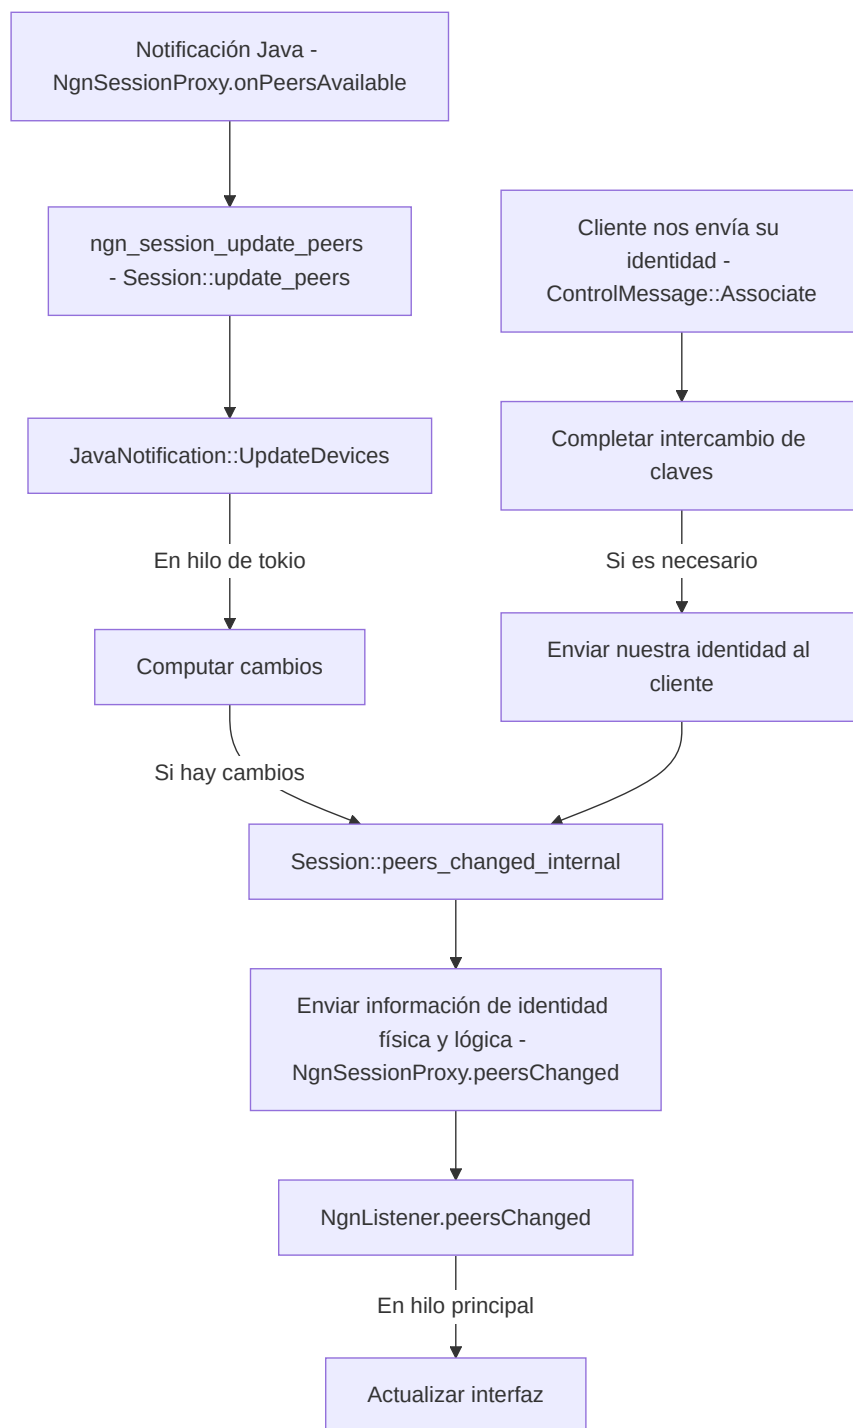 Notificación Java -
NgnSessionProxy.onPeersAvailable
ngn_session_update_peers
- Session::update_peers
Cliente nos envía su
identidad -
ControlMessage::Associate
JavaNotification::UpdateDevices
Completar intercambio de
claves
En hilo de tokio
Si es necesario
Computar cambios
Enviar nuestra identidad al
cliente
Si hay cambios
Session::peers_changed_internal
Enviar información de identidad
física y lógica -
NgnSessionProxy.peersChanged
NgnListener.peersChanged
En hilo principal
Actualizar interfaz